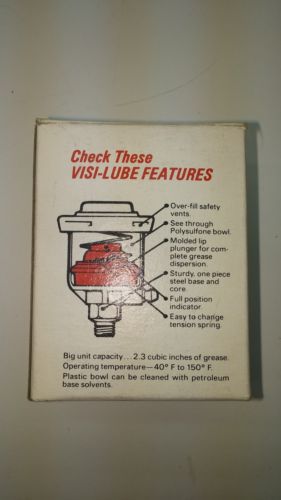 Check These
VISI-LUBE FEATURES
Over-fill safety
vents.
See through
Polysulfone bowl.
Molded lip
plunger for com-
plete grease
dispersion.
Sturdy, one piece
steel base and
core.
Full position
indicator.
Easy to change
tension spring.
Big unit capacity...2.3 cubic inches of grease.
Operating temperature—40° F to 150° F.
Plastic bowl can be cleaned with petroleum
base solvents.